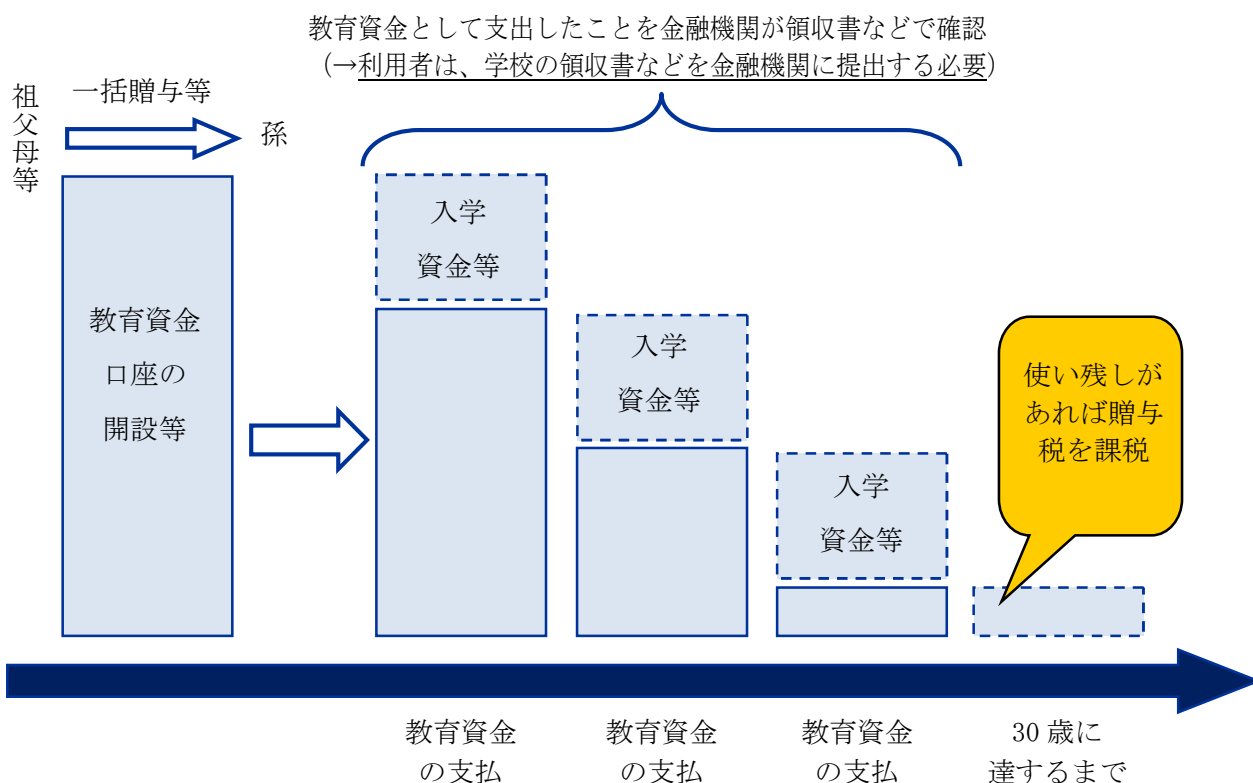 教育資金として支出したことを金融機関が領収書などで確認
(→利用者は、学校の領収書などを金融機関に提出する必要)
祖父母等
一括贈与等
孫
教育資金
口座の
開設等
入学
資金等
入学
資金等
入学
資金等
使い残しが
あれば贈与
税を課税
教育資金
の支払
教育資金
の支払
教育資金
の支払
30 歳に
達するまで